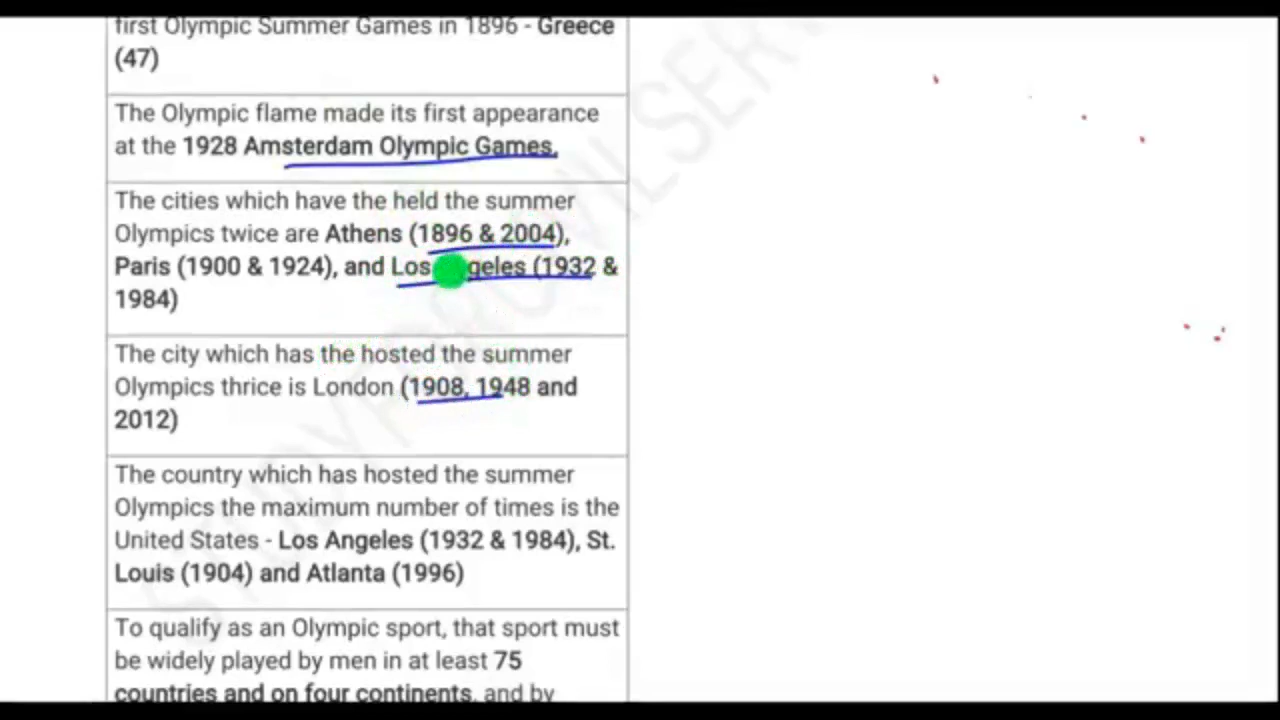 first Olympic Summer Games in 1896 - Greece
(47)
The Olympic flame made its first appearance
at the 1928 Amsterdam Olympic Games.
The cities which have the held the summer
Olympics twice are Athens (1896 & 2004),
Paris (1900 & 1924), and Los geles (1932 &
1984)
The city which has the hosted the summer
Olympics thrice is London (1908, 1948 and
2012)
The country which has hosted the summer
Olympics the maximum number of times is the
United States - Los Angeles (1932 & 1984), St.
Louis (1904) and Atlanta (1996)
To qualify as an Olympic sport, that sport must
be widely played by men in at least 75
countries and on four continents, and by